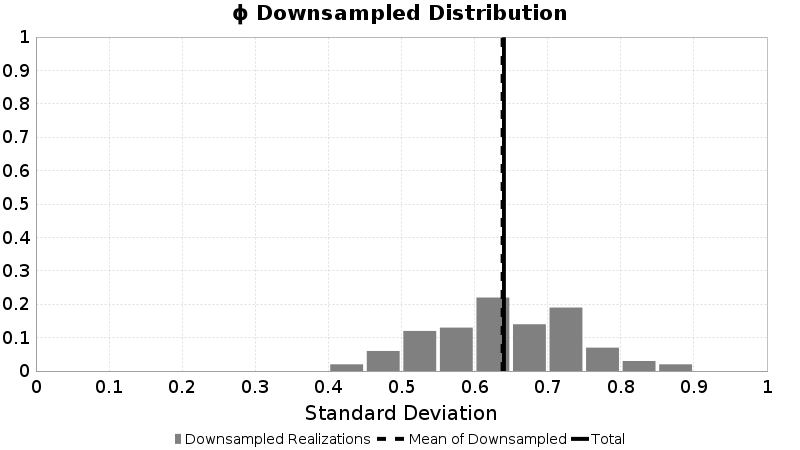 ϕ Downsampled Distribution
1
0.9
0.8
0.7
0.6
0.5
0.4
0.3
0.2
0.1
0
0 0.1 0.2 0.3 0.4 0.5 0.6 0.7 0.8 0.9 1
Standard Deviation
Downsampled Realizations Mean of Downsampled Total